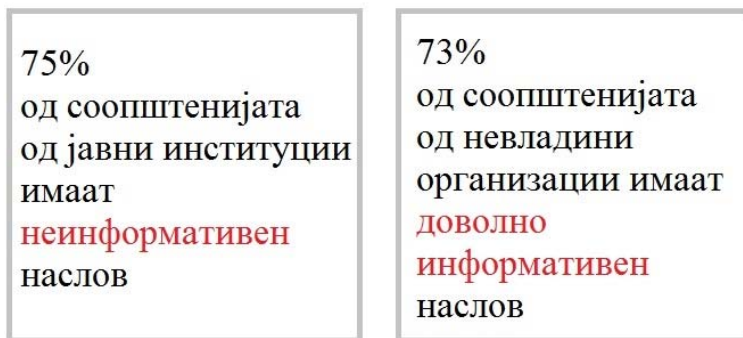 75%
од соопштенијата
од јавни институции
имаат
неинформативен
наслов
73%
од соопштенијата
од невладини
организации имаат
доволно
информативен
наслов